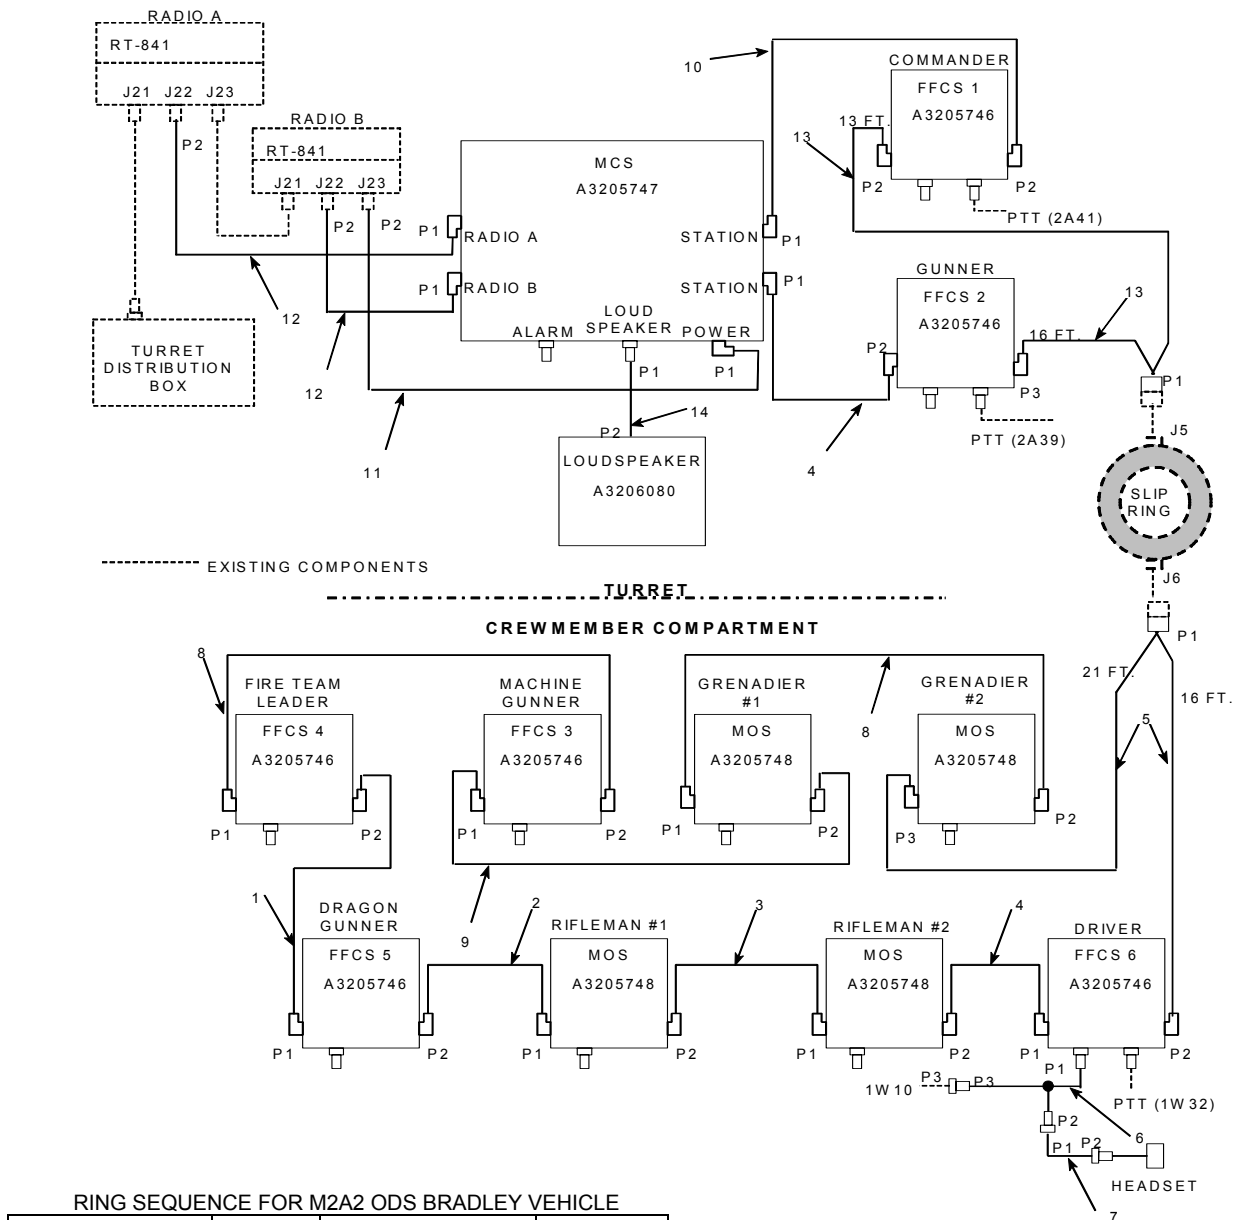 RADIO A
RT-841
J21 J22 J23
P2
RADIO B
RT-841
J21 J22 J23
P2 P2
TURRET
DISTRIBUTION
BOX
12
12
11
MCS
A3205747
P1 RADIO A
P1 RADIO B
STATION P1
STATION P1
ALARM
LOUD
SPEAKER
POWER
P1
P1
14
P2
LOUDSPEAKER
A3206080
10
COMMANDER
FFCS 1
A3205746
13 FT.
13
P2
P2
PTT (2A41)
GUNNER
FFCS 2
A3205746
P2
16 FT.
13
P3
PTT (2A39)
4
P1
J5
SLIP
RING
J6
P1
EXISTING COMPONENTS
TURRET
CREWMEMBER COMPARTMENT
8
FIRE TEAM
LEADER
FFCS 4
A3205746
P1
P2
MACHINE
GUNNER
FFCS 3
A3205746
P1
P2
GRENADIER
#1
MOS
A3205748
P1
P2
8
GRENADIER
#2
MOS
A3205748
P3
P2
21 FT.
16 FT.
5
1
9
DRAGON
GUNNER
FFCS 5
A3205746
P1
P2
2
RIFLEMAN #1
MOS
A3205748
P1
P2
3
RIFLEMAN #2
MOS
A3205748
P1
P2
4
DRIVER
FFCS 6
A3205746
P1
P2
P1
1W10 P3 P3
PTT (1W32)
P2
6
P1 P2
HEADSET
7
RING SEQUENCE FOR M2A2 ODS BRADLEY VEHICLE